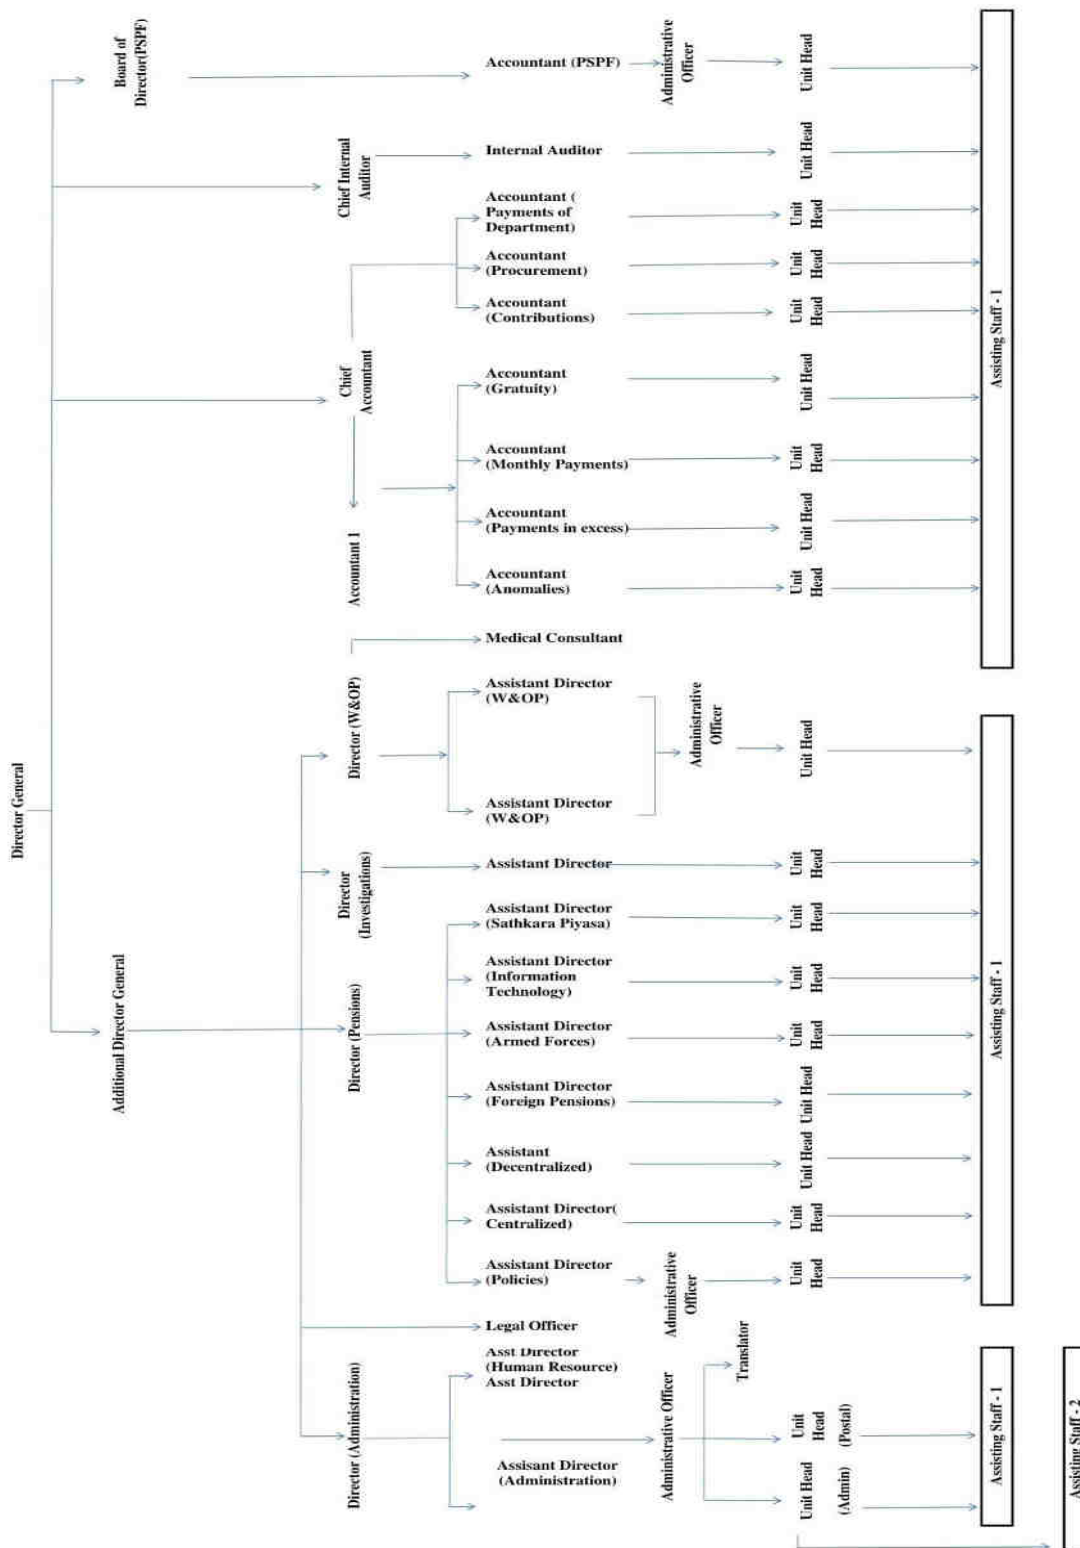 Director General
Board of
Director(PSPF)
Chief Internal
Auditor
Chief
Accountant
Accountant 1
Additional Director General
Director (W&OP)
Director
(Investigations)
Director (Pensions)
Director (Administration)
Accountant (PSPF)
Administrative
Officer
Unit Head
Internal Auditor
Unit Head
Accountant (
Payments of
Department)
Unit
Head
Accountant
(Procurement)
Unit
Head
Accountant
(Contributions)
Unit
Head
Accountant
(Gratuity)
Unit Head
Accountant
(Monthly Payments)
Unit
Head
Accountant
(Payments in excess)
Unit Head
Accountant
(Anomalies)
Unit
Head
Assisting Staff - 1
Medical Consultant
Assistant Director
(W&OP)
Administrative
Officer
Unit Head
Assistant Director
(W&OP)
Assistant Director
Unit
Head
Assistant Director
(Sathkara Piyasa)
Unit
Head
Assistant Director
(Information
Technology)
Unit
Head
Assistant Director
(Armed Forces)
Unit
Head
Assistant Director
(Foreign Pensions)
Unit Head
Assistant
(Decentralized)
Unit Head
Assistant Director(
Centralized)
Unit
Head
Assistant Director
(Policies)
Administrative
Officer
Unit
Head
Assisting Staff - 1
Legal Officer
Asst Director
(Human Resource)
Asst Director
Assisant Director
(Administration)
Administrative Officer
Translator
Unit
Head
(Postal)
Unit Head
(Admin)
Assisting Staff - 1
Assisting Staff - 2